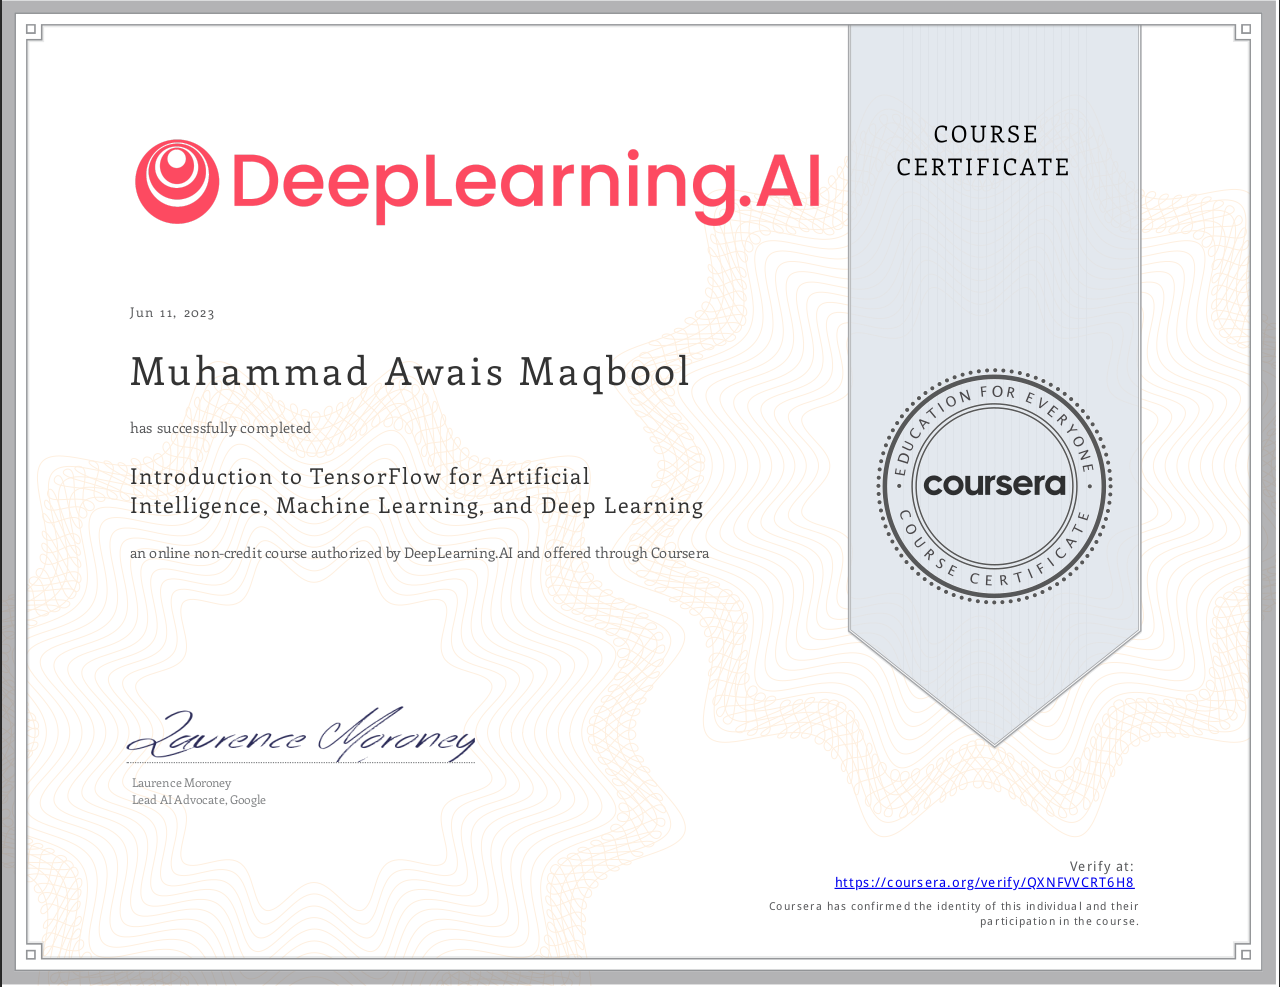 DeepLearning.AI
COURSE
CERTIFICATE
Jun 11, 2023
Muhammad Awais Maqbool
has successfully completed
Introduction to TensorFlow for Artificial
Intelligence, Machine Learning, and Deep Learning
an online non-credit course authorized by DeepLearning.AI and offered through Coursera
EDUCATION FOR EVERYONE
coursera
COURSE CERTIFICATE
Laurence Moroney
Laurence Moroney
Lead AI Advocate, Google
Verify at:
https://coursera.org/verify/QXNFVVCRT6H8
Coursera has confirmed the identity of this individual and their
participation in the course.